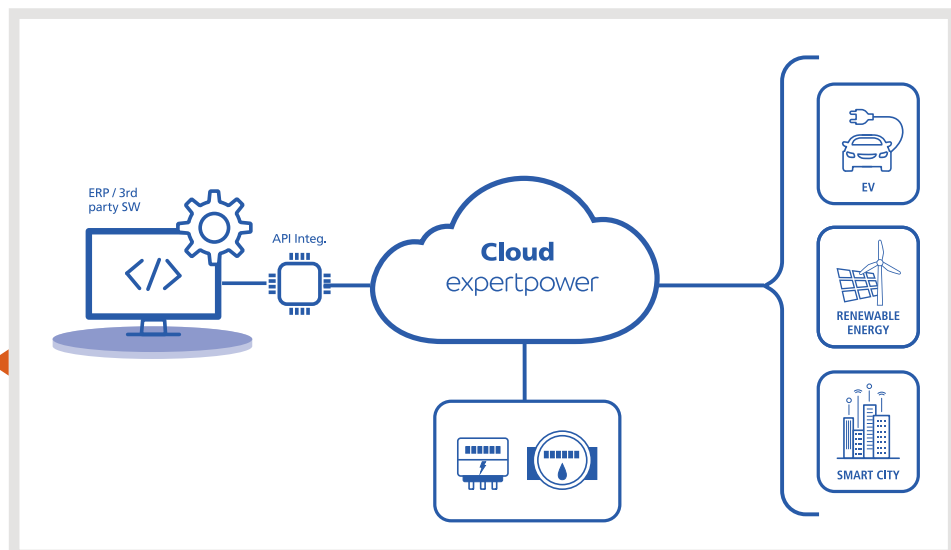 ERP / 3rd
party SW
API Integ.
</>
Cloud
expertpower
EV
RENEWABLE
ENERGY
SMART CITY